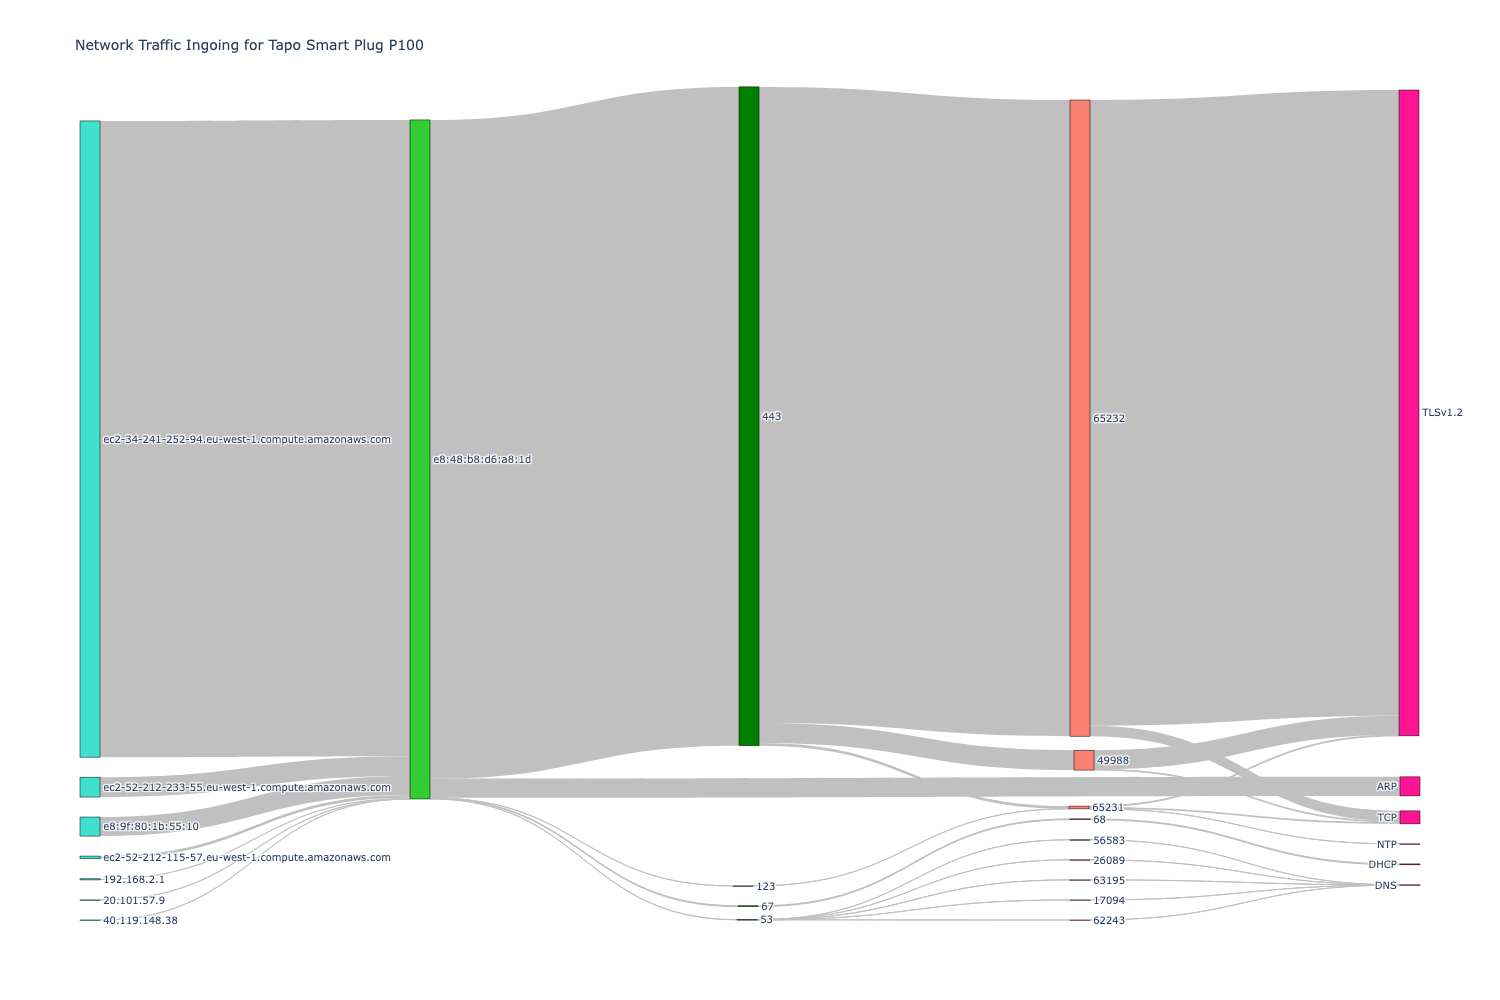 Network Traffic Ingoing for Tapo Smart Plug P100
ec2-34-241-252-94.eu-west-1.compute.amazonaws.com
ec2-52-212-233-55.eu-west-1.compute.amazonaws.com
e8:9f:80:1b:55:10
ec2-52-212-115-57.eu-west-1.compute.amazonaws.com
192.168.2.1
20.101.57.9
40.119.148.38
e8:48:b8:d6:a8:1d
443
123
67
53
65232
49988
65231
68
56583
26089
63195
17094
62243
TLSv1.2
ARP
TCP
NTP
DHCP
DNS